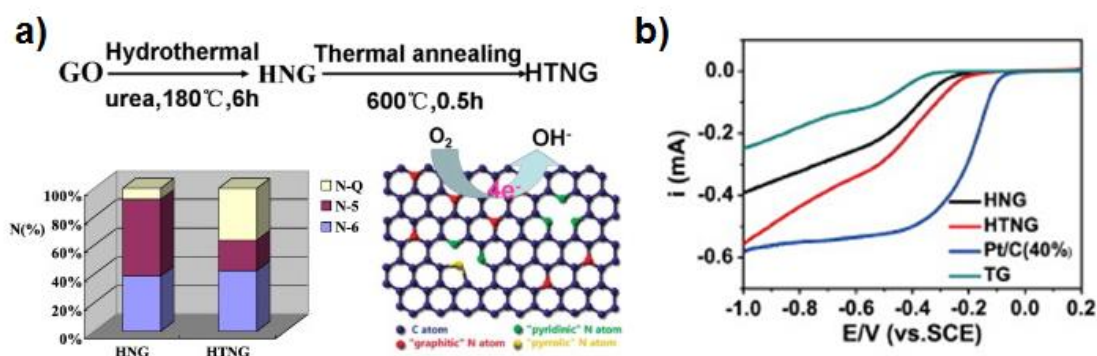 a)
Hydrothermal
Thermal annealing
GO
HNG
HTNG
urea,180℃,6h
600℃,0.5h
O2
OH-
4e-
100%
80%
N(%)
60%
40%
20%
0%
HNG
HTNG
N-Q
N-5
N-6
C atom
"pyridinic" N atom
"graphitic" N atom
"pyrrolic" N atom
b)
0.0
-0.2
-0.4
-0.6
i (mA)
HNG
HTNG
Pt/C(40%)
TG
-1.0 -0.8 -0.6 -0.4 -0.2 0.0 0.2
E/V (vs.SCE)